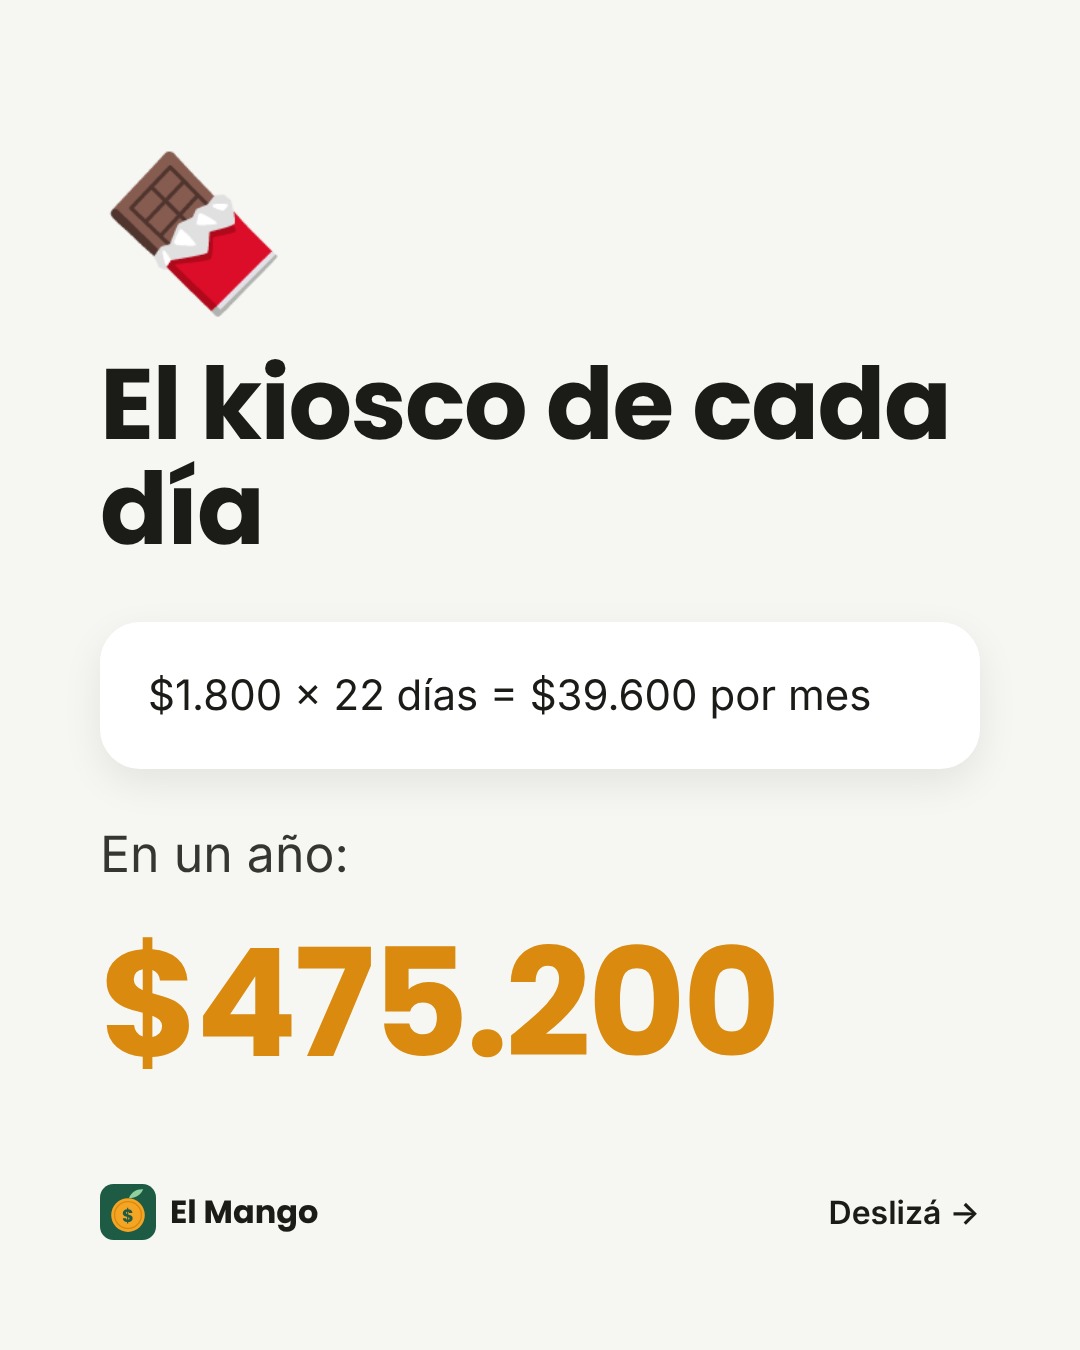 El kiosco de cada
día
$1.800 × 22 días = $39.600 por mes
En un año:
$475.200
$ El Mango
Deslizá →